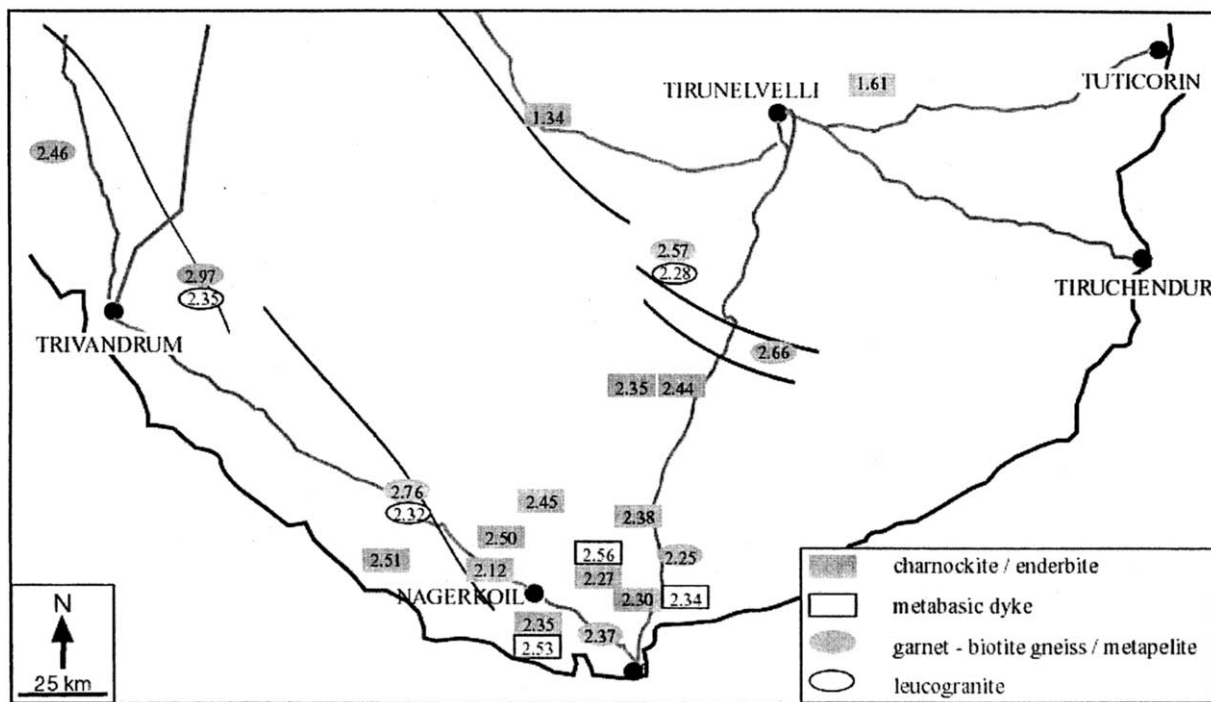 TUTICORIN
TIRUNELVELLI
1.61
1.34
2.46
2.57
2.28
2.97
2.35
TIRUCHENDUR
TRIVANDRUM
2.66
2.35 2.44
2.76
2.32
2.45
2.38
2.50
2.56
2.25
2.51
2.12
2.27
NAGERKOIL
2.30
2.34
2.35
2.37
2.53
charnockite / enderbite
metabasic dyke
garnet - biotite gneiss / metapelite
leucogranite
N
25 km